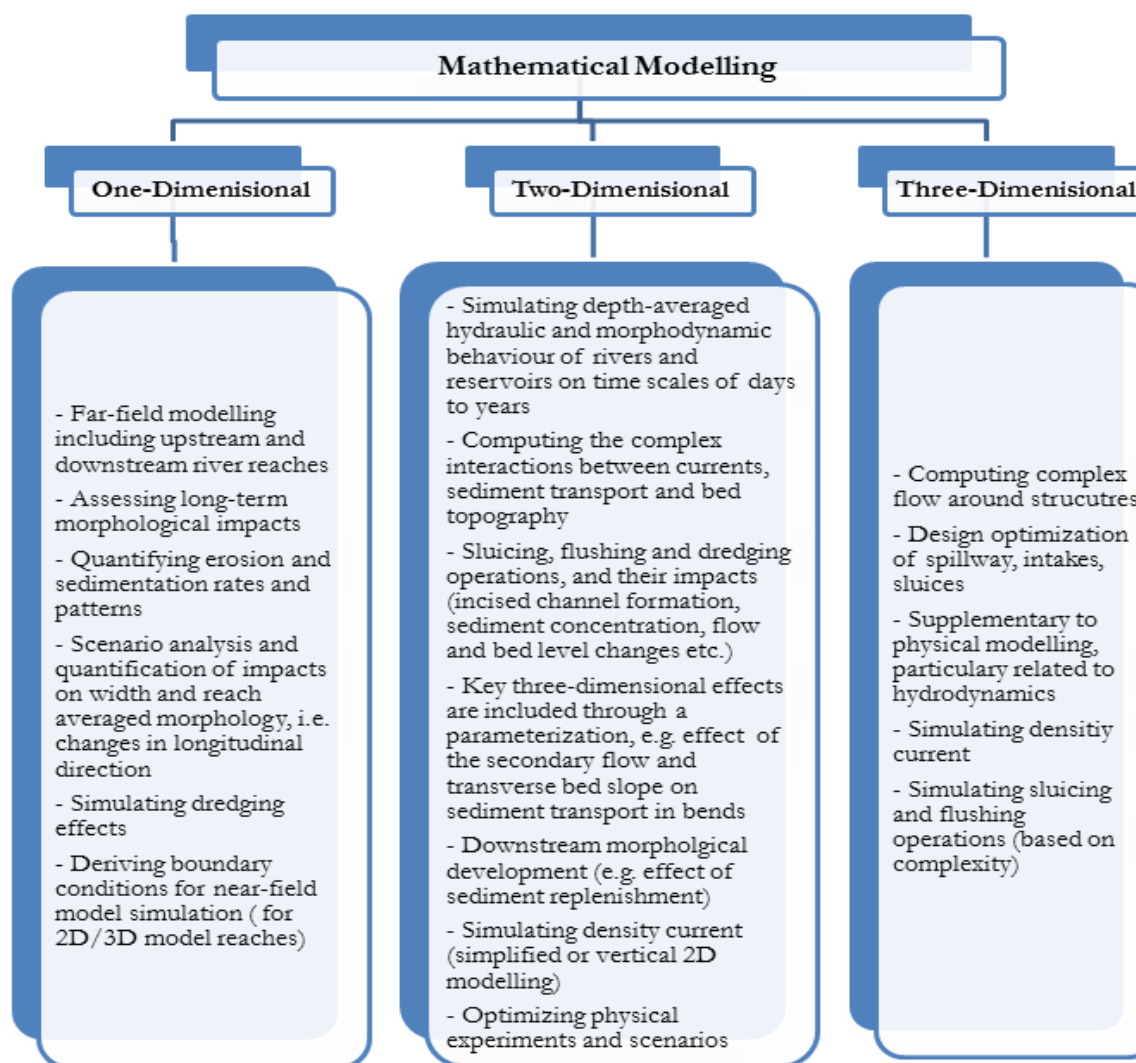 Mathematical Modelling
One-Dimenisional
Two-Dimenisional
Three-Dimenisional
- Far-field modelling
including upstream and
downstream river reaches
- Assessing long-term
morphological impacts
- Quantifying erosion and
sedimentation rates and
patterns
- Scenario analysis and
quantification of impacts
on width and reach
averaged morphology, i.e.
changes in longitudinal
direction
- Simulating dredging
effects
- Deriving boundary
conditions for near-field
model simulation ( for
2D/3D model reaches)
- Simulating depth-averaged
hydraulic and morphodynamic
behaviour of rivers and
reservoirs on time scales of days
to years
- Computing the complex
interactions between currents,
sediment transport and bed
topography
- Sluicing, flushing and dredging
operations, and their impacts
(incised channel formation,
sediment concentration, flow
and bed level changes etc.)
- Key three-dimensional effects
are included through a
parameterization, e.g. effect of
the secondary flow and
transverse bed slope on
sediment transport in bends
- Downstream morpholgical
development (e.g. effect of
sediment replenishment)
- Simulating density current
(simplified or vertical 2D
modelling)
- Optimizing physical
experiments and scenarios
- Computing complex
flow around strucutres
- Design optimization
of spillway, intakes,
sluices
- Supplementary to
physical modelling,
particulary related to
hydrodynamics
- Simulating densitiy
current
- Simulating sluicing
and flushing
operations (based on
complexity)